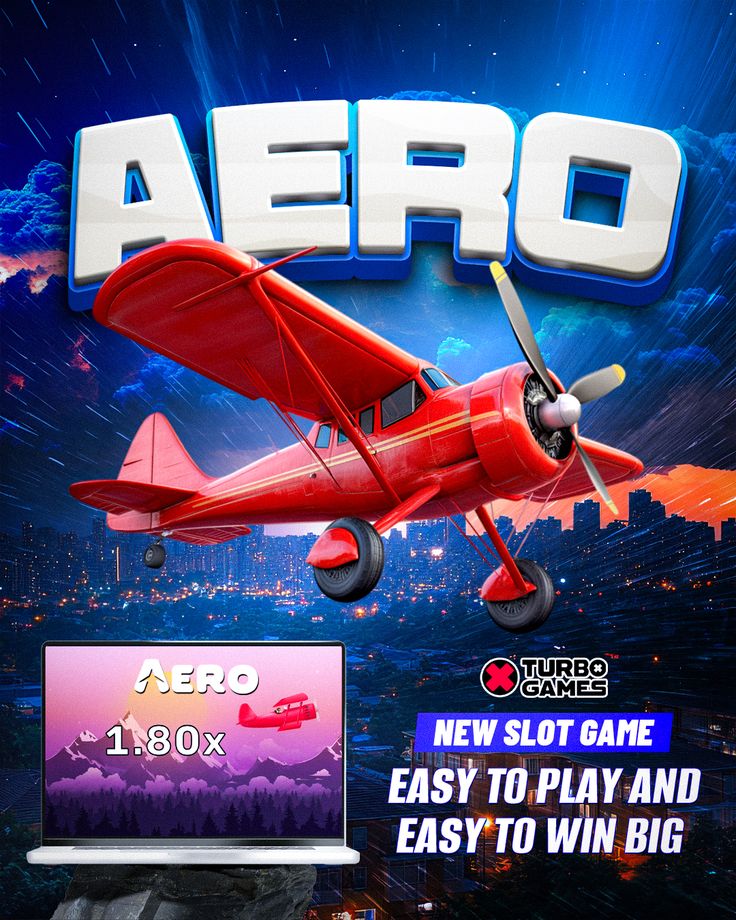 AERO
AERO
1.80x
TURBO
GAMES
NEW SLOT GAME
EASY TO PLAY AND
EASY TO WIN BIG